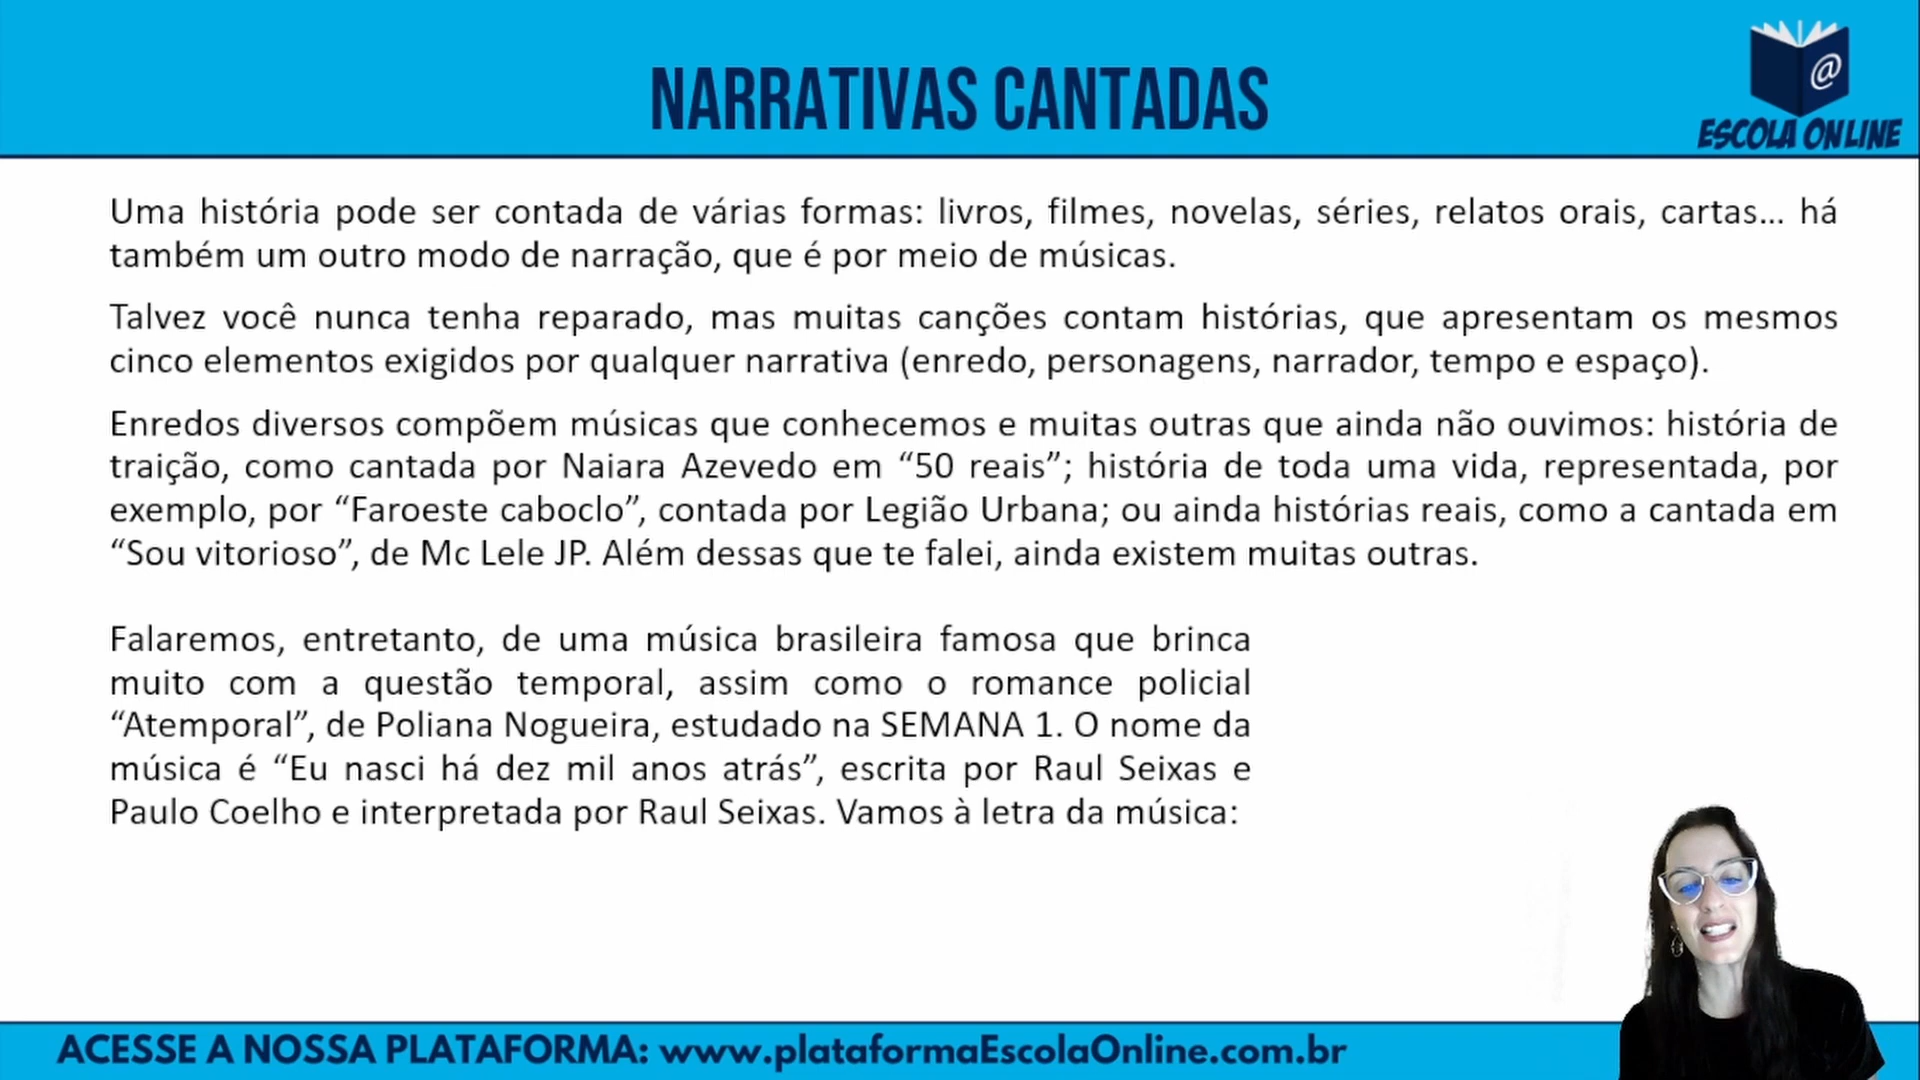 NARRATIVAS CANTADAS
@
ESCOLA ONLINE
Uma história pode ser contada de várias formas: livros, filmes, novelas, séries, relatos orais, cartas... há
também um outro modo de narração, que é por meio de músicas.
Talvez você nunca tenha reparado, mas muitas canções contam histórias, que apresentam os mesmos
cinco elementos exigidos por qualquer narrativa (enredo, personagens, narrador, tempo e espaço).
Enredos diversos compõem músicas que conhecemos e muitas outras que ainda não ouvimos: história de
traição, como cantada por Naiara Azevedo em “50 reais”; história de toda uma vida, representada, por
exemplo, por “Faroeste caboclo”, contada por Legião Urbana; ou ainda histórias reais, como a cantada em
“Sou vitorioso”, de Mc Lele JP. Além dessas que te falei, ainda existem muitas outras.
Falaremos, entretanto, de uma música brasileira famosa que brinca
muito com a questão temporal, assim como o romance policial
“Atemporal”, de Poliana Nogueira, estudado na SEMANA 1. O nome da
música é “Eu nasci há dez mil anos atrás”, escrita por Raul Seixas e
Paulo Coelho e interpretada por Raul Seixas. Vamos à letra da música:
ACESSE A NOSSA PLATAFORMA: www.plataformaEscolaOnline.com.br